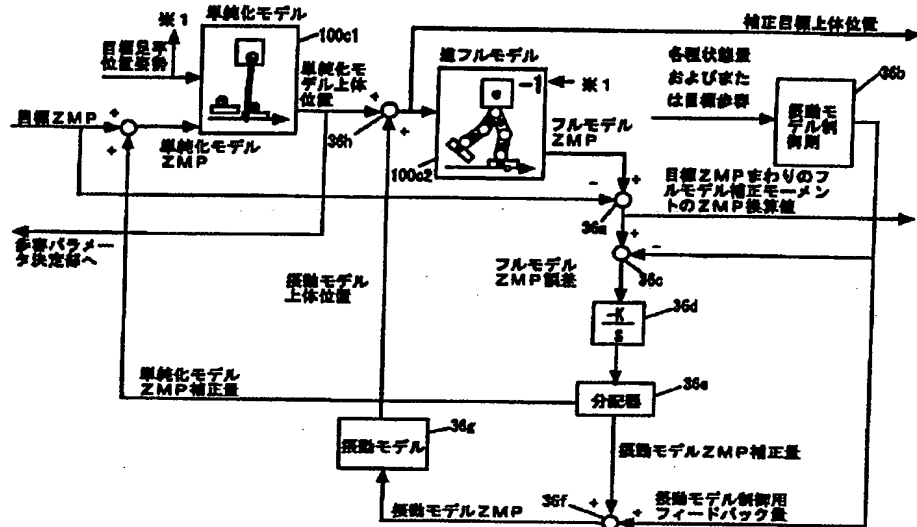 ※1
単純化モデル
100c1
補正目標上体位置
目標足平
位置姿勢
単純化モ
デル上体
位置
逆フルモデル
-1
※1
各種状態量
およびまた
は目標歩容
36b
振動モ
デル制
御則
目標ZMP
+
+
単純化モデル
ZMP
+
+
36h
100c2
フルモデル
ZMP
+
-
36a
目標ZMPまわりのフ
ルモデル補正モーメン
トのZMP換算値
歩容パラメー
タ決定部へ
振動モデル
上体位置
フルモデル
ZMP誤差
+
-
36c
-K
S
36d
単純化モデル
ZMP補正量
分配器
36e
振動モデル
36g
振動モデルZMP補正量
振動モデルZMP
36f
+
+
振動モデル制御用
フィードバック量